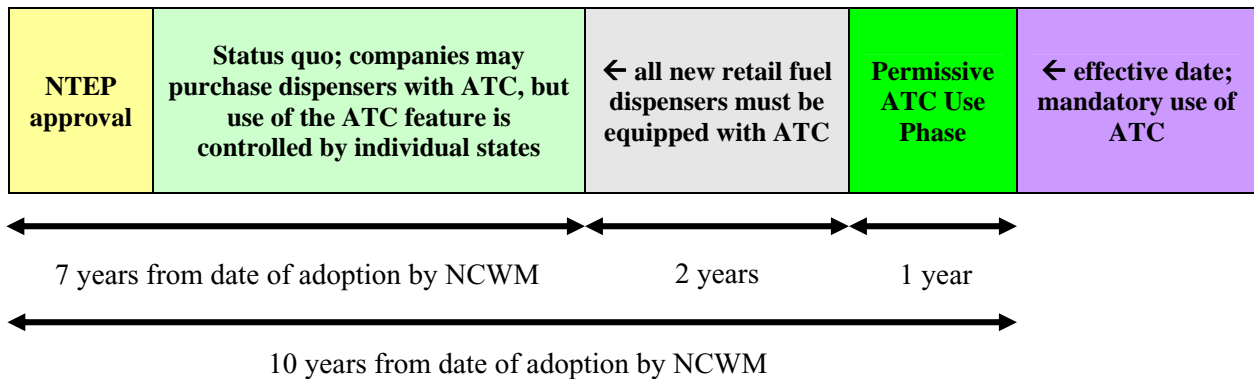 NTEP
approval
Status quo; companies may
purchase dispensers with ATC, but
use of the ATC feature is
controlled by individual states
← all new retail fuel
dispensers must be
equipped with ATC
Permissive
ATC Use
Phase
← effective date;
mandatory use of
ATC
7 years from date of adoption by NCWM
2 years
1 year
10 years from date of adoption by NCWM